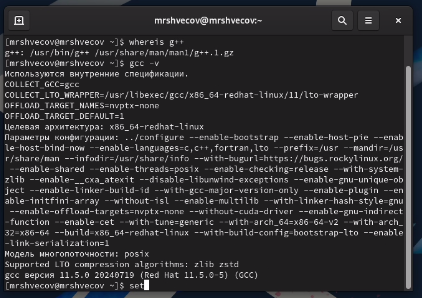 mrshvecov@mrshvecov:~
[mrshvecov@mrshvecov ~]$ whereis g++
g++: /usr/bin/g++ /usr/share/man/man1/g++.1.gz
[mrshvecov@mrshvecov ~]$ gcc -v
Используются внутренние спецификации.
COLLECT_GCC=gcc
COLLECT_LTO_WRAPPER=/usr/libexec/gcc/x86_64-redhat-linux/11/lto-wrapper
OFFLOAD_TARGET_NAMES=nvptx-none
OFFLOAD_TARGET_DEFAULT=1
Целевая архитектура: x86_64-redhat-linux
Параметры конфигурации: ../configure --enable-bootstrap --enable-host-pie --enab
le-host-bind-now --enable-languages=c,c++,fortran,lto --prefix=/usr --mandir=/us
r/share/man --infodir=/usr/share/info --with-bugurl=https://bugs.rockylinux.org/
 --enable-shared --enable-threads=posix --enable-checking=release --with-system-
zlib --enable-__cxa_atexit --disable-libunwind-exceptions --enable-gnu-unique-ob
ject --enable-linker-build-id --with-gcc-major-version-only --enable-plugin --en
able-initfini-array --without-isl --enable-multilib --with-linker-hash-style=gnu
 --enable-offload-targets=nvptx-none --without-cuda-driver --enable-gnu-indirect
-function --enable-cet --with-tune=generic --with-arch_64=x86-64-v2 --with-arch_
32=x86-64 --build=x86_64-redhat-linux --with-build-config=bootstrap-lto --enable
-link-serialization=1
Модель многопоточности: posix
Supported LTO compression algorithms: zlib zstd
gcc версия 11.5.0 20240719 (Red Hat 11.5.0-5) (GCC)
[mrshvecov@mrshvecov ~]$ set